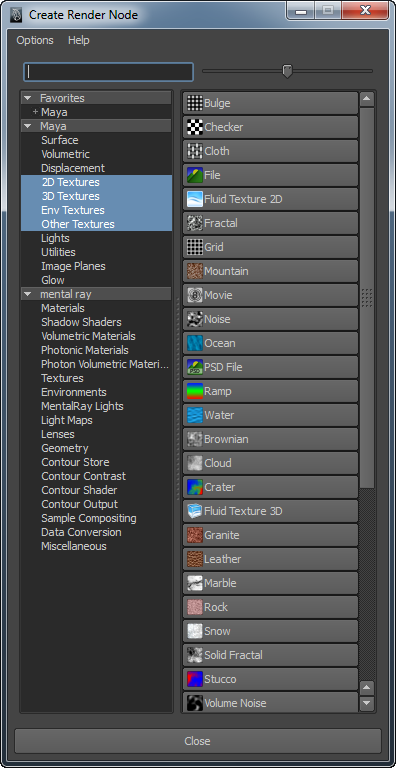 Create Render Node
Options Help
Favorites
+ Maya
Maya
Surface
Volumetric
Displacement
2D Textures
3D Textures
Env Textures
Other Textures
Lights
Utilities
Image Planes
Glow
mental ray
Materials
Shadow Shaders
Volumetric Materials
Photonic Materials
Photon Volumetric Materi...
Textures
Environments
MentalRay Lights
Light Maps
Lenses
Geometry
Contour Store
Contour Contrast
Contour Shader
Contour Output
Sample Compositing
Data Conversion
Miscellaneous
Bulge
Checker
Cloth
File
Fluid Texture 2D
Fractal
Grid
Mountain
Movie
Noise
Ocean
PSD File
Ramp
Water
Brownian
Cloud
Crater
Fluid Texture 3D
Granite
Leather
Marble
Rock
Snow
Solid Fractal
Stucco
Volume Noise
Close